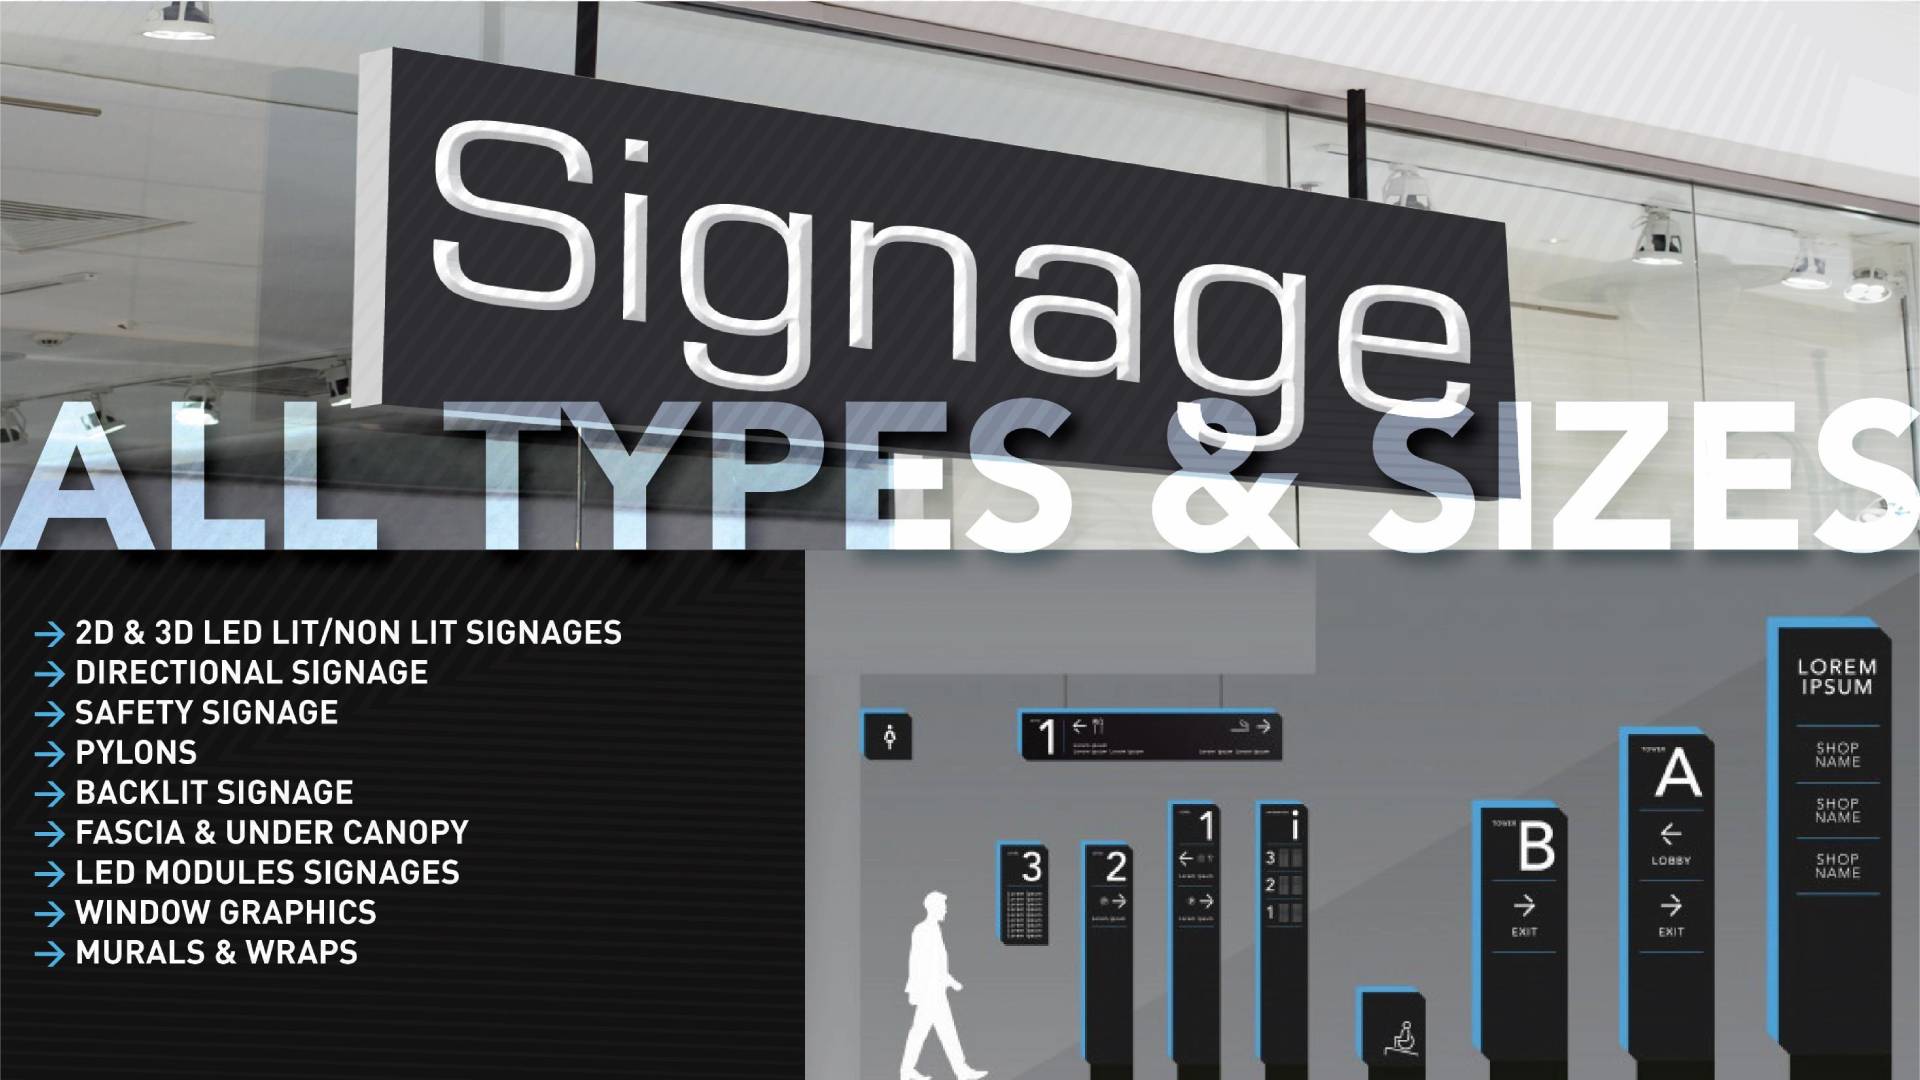 Signage
ALL TYPES & SIZES
2D & 3D LED LIT/NON LIT SIGNAGES
DIRECTIONAL SIGNAGE
SAFETY SIGNAGE
PYLONS
BACKLIT SIGNAGE
FASCIA & UNDER CANOPY
LED MODULES SIGNAGES
WINDOW GRAPHICS
MURALS & WRAPS
1
3
2
1
i
3
2
1
TOWER
B
EXIT
TOWER
A
LOBBY
EXIT
LOREM
IPSUM
SHOP
NAME
SHOP
NAME
SHOP
NAME